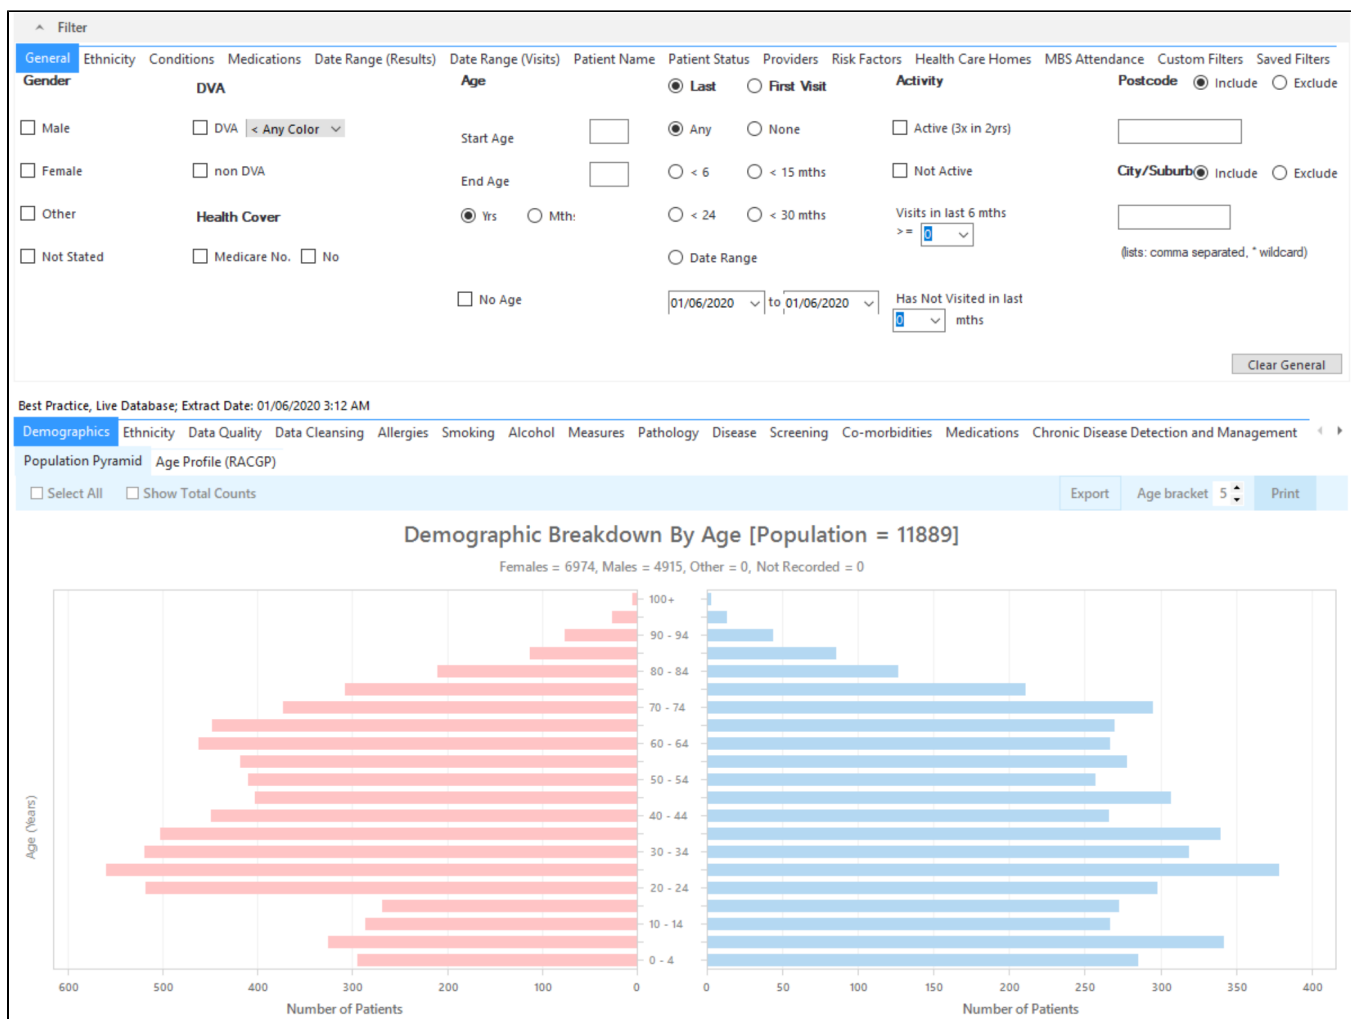 Filter
General Ethnicity Conditions Medications Date Range (Results) Date Range (Visits) Patient Name Patient Status Providers Risk Factors Health Care Homes MBS Attendance Custom Filters Saved Filters
Gender DVA Age Last First Visit Activity Postcode Include Exclude
Male DVA < Any Color Start Age Any None Active (3x in 2yrs)
Female non DVA End Age < 6 < 15 mths Not Active City/Suburb Include Exclude
Other Health Cover Yrs Mths < 24 < 30 mths Visits in last 6 mths
>= 0
Not Stated Medicare No. No Date Range (lists: comma separated, * wildcard)
No Age 01/06/2020 to 01/06/2020 Has Not Visited in last
0 mths
Clear General
Best Practice, Live Database; Extract Date: 01/06/2020 3:12 AM
Demographics Ethnicity Data Quality Data Cleansing Allergies Smoking Alcohol Measures Pathology Disease Screening Co-morbidities Medications Chronic Disease Detection and Management
Population Pyramid Age Profile (RACGP)
Select All Show Total Counts Export Age bracket 5 Print
Demographic Breakdown By Age [Population = 11889]
Females = 6974, Males = 4915, Other = 0, Not Recorded = 0
100+
90 - 94
80 - 84
70 - 74
60 - 64
50 - 54
40 - 44
30 - 34
20 - 24
10 - 14
0 - 4
Age (Years)
600 500 400 300 200 100 0 0 50 100 150 200 250 300 350 400
Number of Patients Number of Patients